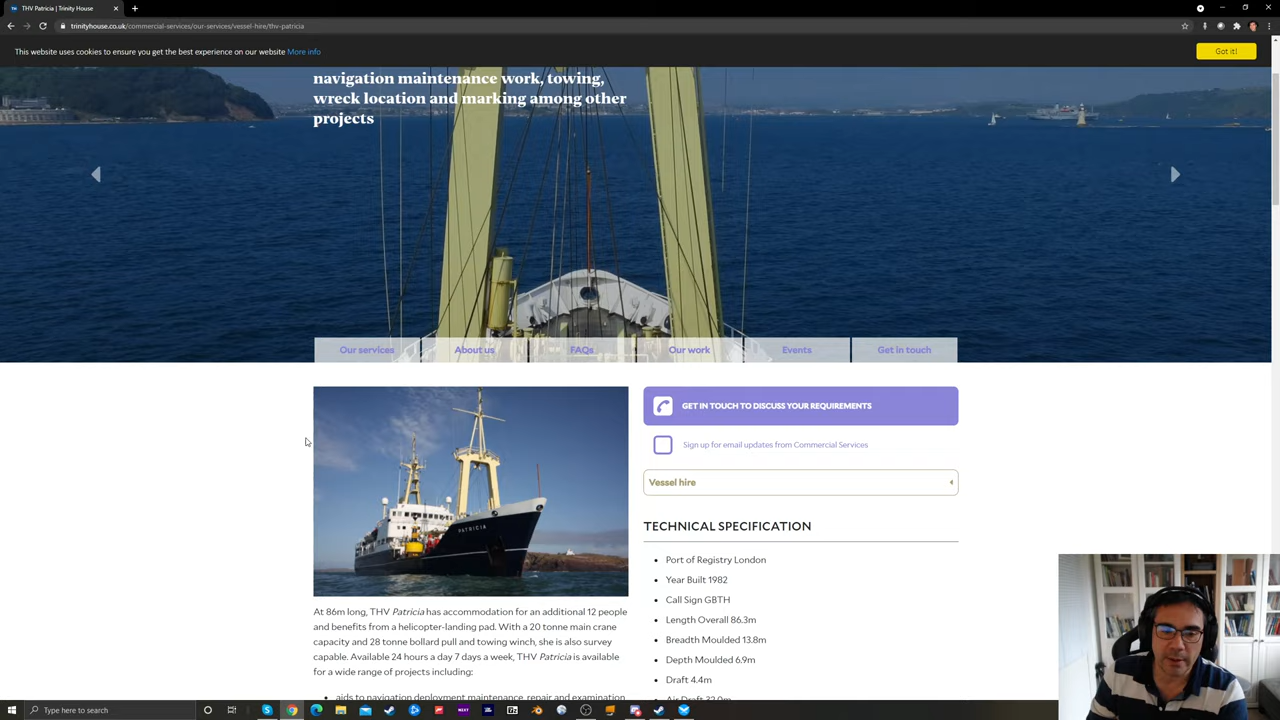 THV Patricia | Trinity House
trinityhouse.co.uk/commercial-services/our-services/vessel-hire/thv-patricia
This website uses cookies to ensure you get the best experience on our website More info
Got it!
navigation maintenance work, towing,
wreck location and marking among other
projects
Our services
About us
FAQs
Our work
Events
Get in touch
PATRICIA
At 86m long, THV Patricia has accommodation for an additional 12 people
and benefits from a helicopter-landing pad. With a 20 tonne main crane
capacity and 28 tonne bollard pull and towing winch, she is also survey
capable. Available 24 hours a day 7 days a week, THV Patricia is available
for a wide range of projects including:
aids to navigation deployment maintenance, repair and examination
GET IN TOUCH TO DISCUSS YOUR REQUIREMENTS
Sign up for email updates from Commercial Services
Vessel hire
TECHNICAL SPECIFICATION
Port of Registry London
Year Built 1982
Call Sign GBTH
Length Overall 86.3m
Breadth Moulded 13.8m
Depth Moulded 6.9m
Draft 4.4m
Air Draft 32.0m
Type here to search
NEXT